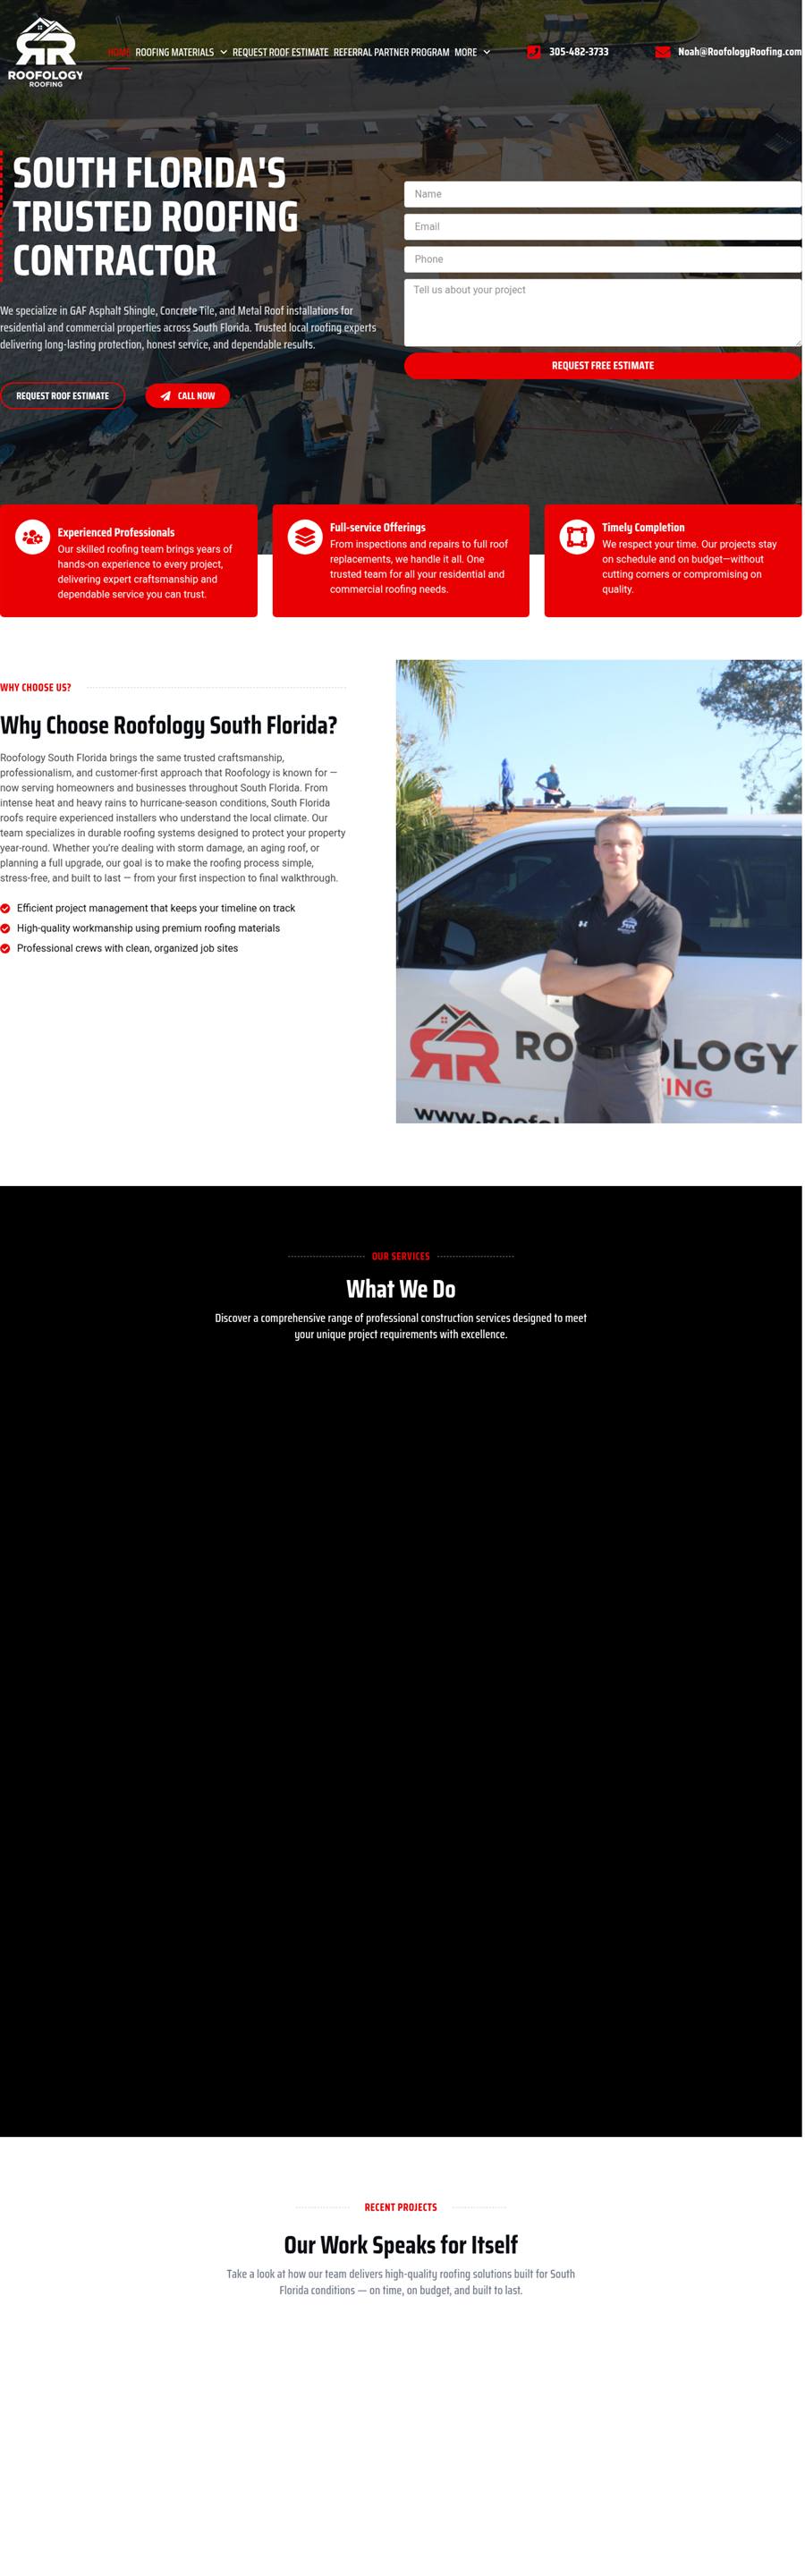 ROOFOLOGY
ROOFING
HOME ROOFING MATERIALS REQUEST ROOF ESTIMATE REFERRAL PARTNER PROGRAM MORE 305-482-3733 Noah@RoofologyRoofing.com
SOUTH FLORIDA'S
TRUSTED ROOFING
CONTRACTOR
We specialize in GAF Asphalt Shingle, Concrete Tile, and Metal Roof installations for
residential and commercial properties across South Florida. Trusted local roofing experts
delivering long-lasting protection, honest service, and dependable results.
REQUEST ROOF ESTIMATE
CALL NOW
Name
Email
Phone
Tell us about your project
REQUEST FREE ESTIMATE
Experienced Professionals
Our skilled roofing team brings years of
hands-on experience to every project,
delivering expert craftsmanship and
dependable service you can trust.
Full-service Offerings
From inspections and repairs to full roof
replacements, we handle it all. One
trusted team for all your residential and
commercial roofing needs.
Timely Completion
We respect your time. Our projects stay
on schedule and on budget—without
cutting corners or compromising on
quality.
WHY CHOOSE US?
Why Choose Roofology South Florida?
Roofology South Florida brings the same trusted craftsmanship,
professionalism, and customer-first approach that Roofology is known for —
now serving homeowners and businesses throughout South Florida. From
intense heat and heavy rains to hurricane-season conditions, South Florida
roofs require experienced installers who understand the local climate. Our
team specializes in durable roofing systems designed to protect your property
year-round. Whether you're dealing with storm damage, an aging roof, or
planning a full upgrade, our goal is to make the roofing process simple,
stress-free, and built to last — from your first inspection to final walkthrough.
Efficient project management that keeps your timeline on track
High-quality workmanship using premium roofing materials
Professional crews with clean, organized job sites
RO OLOGY
ING
www.Roofol
OUR SERVICES
What We Do
Discover a comprehensive range of professional construction services designed to meet
your unique project requirements with excellence.
RECENT PROJECTS
Our Work Speaks for Itself
Take a look at how our team delivers high-quality roofing solutions built for South
Florida conditions — on time, on budget, and built to last.